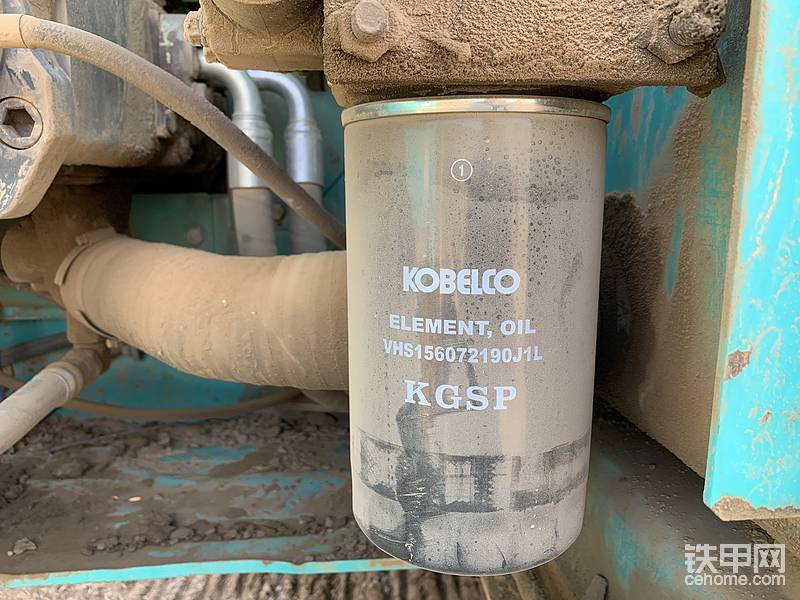 ①
KOBELCO
ELEMENT, OIL
VHS156072190J1L
KGSP
铁甲网
cehome.com